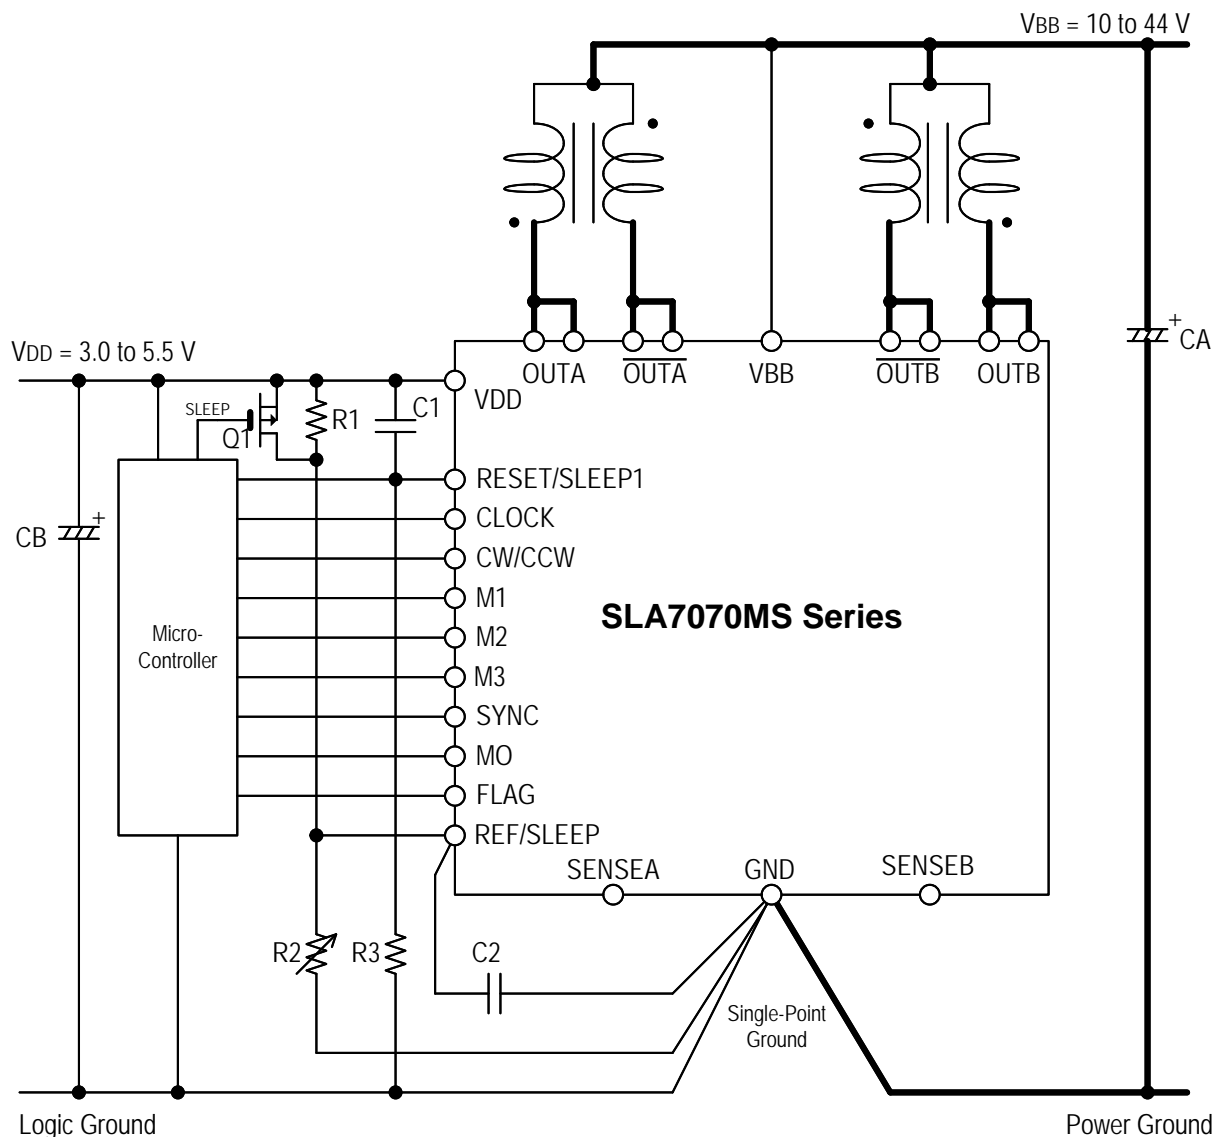 VBB = 10 to 44 V
VDD = 3.0 to 5.5 V
CA
OUTA
OUTA
VBB
OUTB
OUTB
VDD
SLEEP
Q1
R1
C1
RESET/SLEEP1
CLOCK
CB
CW/CCW
M1
SLA7070MS Series
Micro-
Controller
M2
M3
SYNC
MO
FLAG
REF/SLEEP
SENSEA
GND
SENSEB
R2
R3
C2
Single-Point
Ground
Logic Ground
Power Ground
+
+